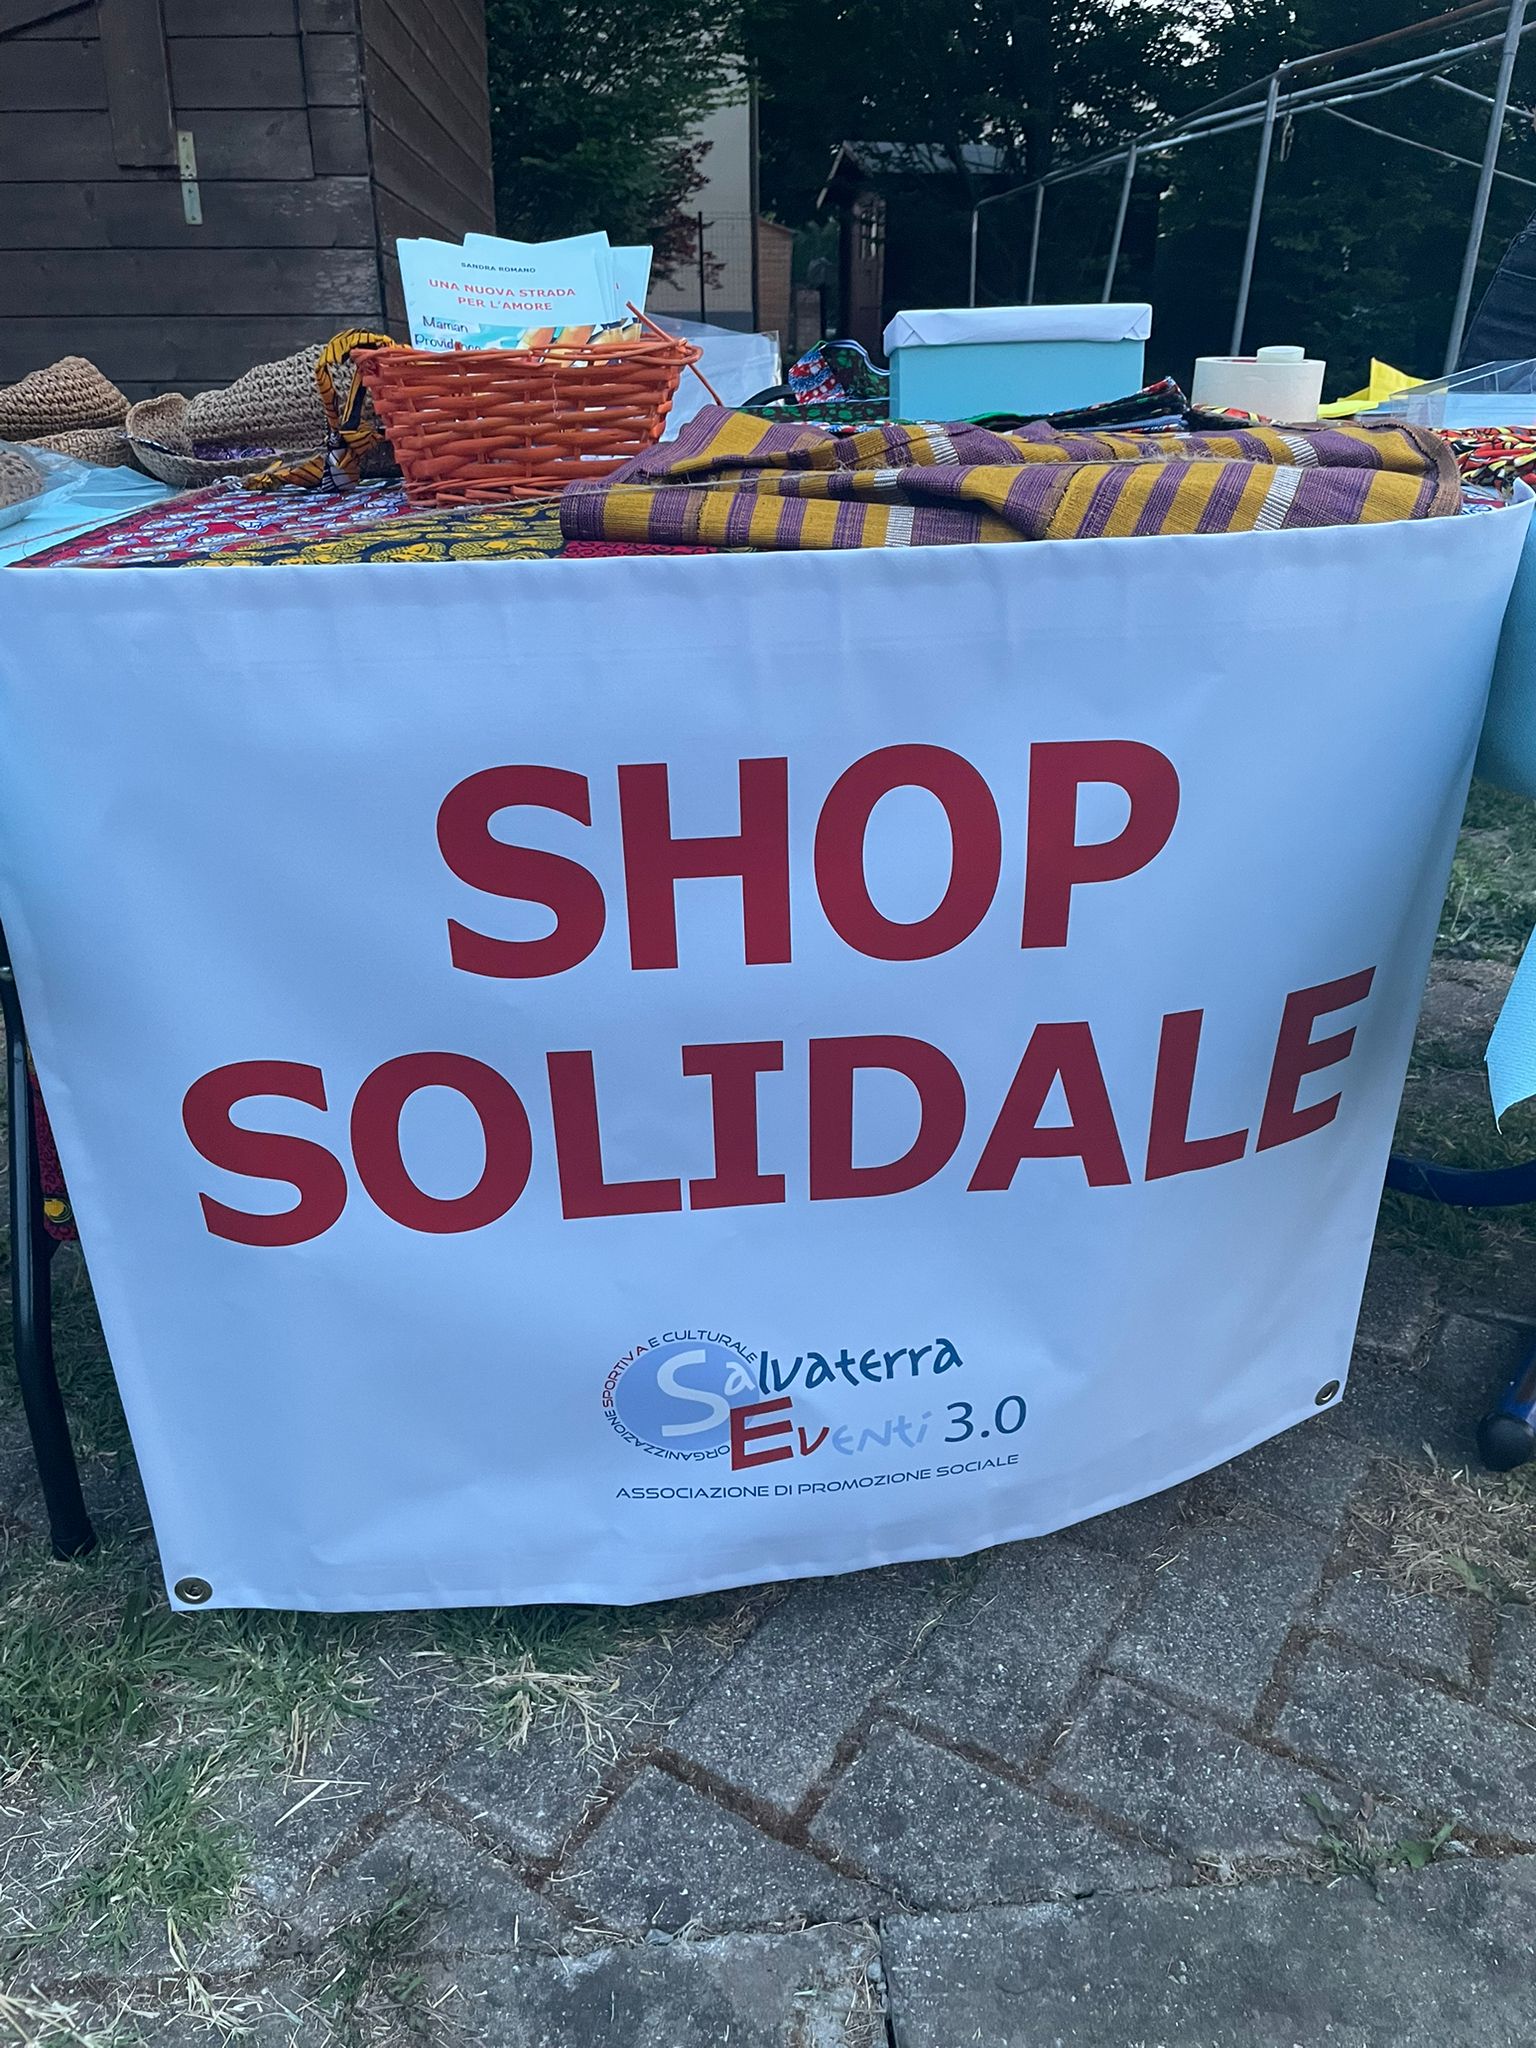 SANDRA ROMANO
UNA NUOVA STRADA
PER L'AMORE
Maman
SHOP
SOLIDALE
ORGANIZZAZIONE SPORTIVA E CULTURALE
Salvaterra
Eventi 3.0
ASSOCIAZIONE DI PROMOZIONE SOCIALE